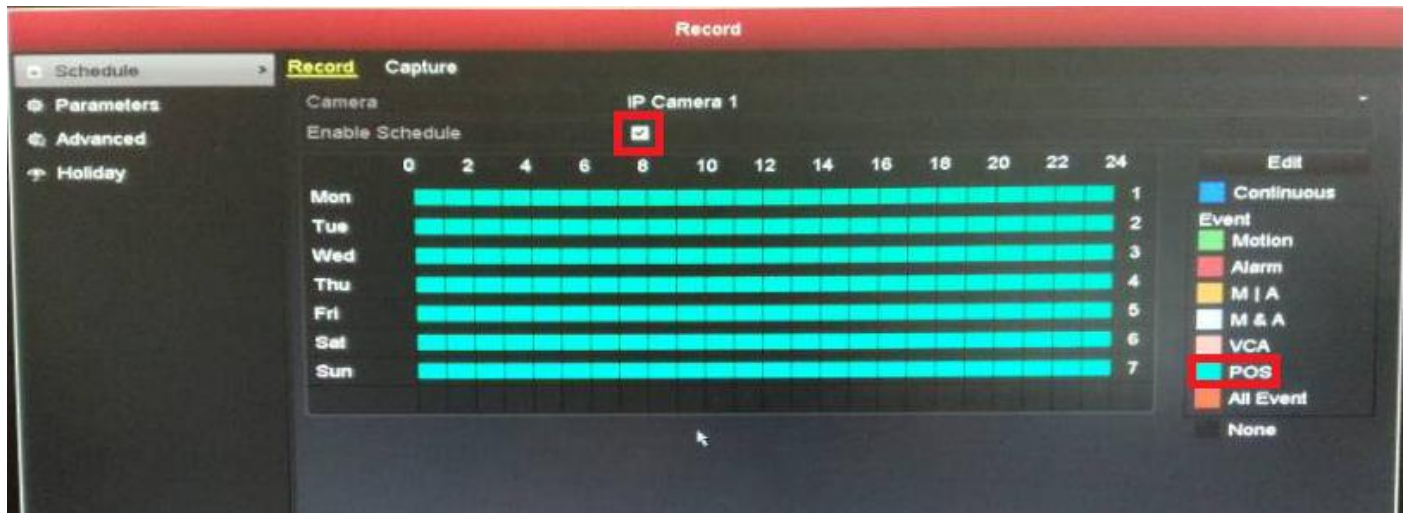 Record
Schedule >
Parameters
Advanced
Holiday
Record Capture
Camera IP Camera 1
Enable Schedule
0 2 4 6 8 10 12 14 16 18 20 22 24
Mon 1
Tue 2
Wed 3
Thu 4
Fri 5
Sat 6
Sun 7
Edit
Continuous
Event
Motion
Alarm
M | A
M & A
VCA
POS
All Event
None